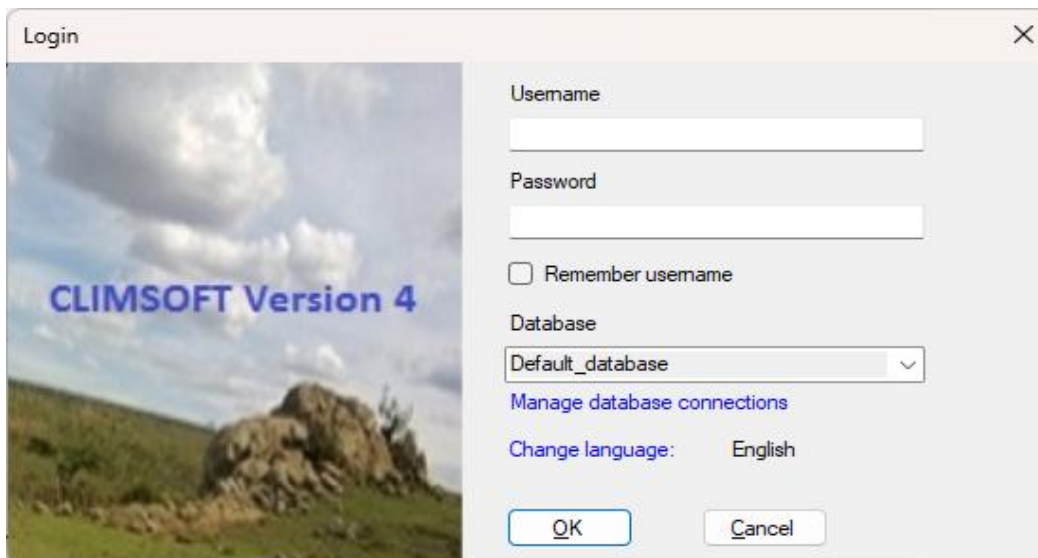 Login
CLIMSOFT Version 4
Username
Password
Remember username
Database
Default_database
Manage database connections
Change language: English
OK Cancel